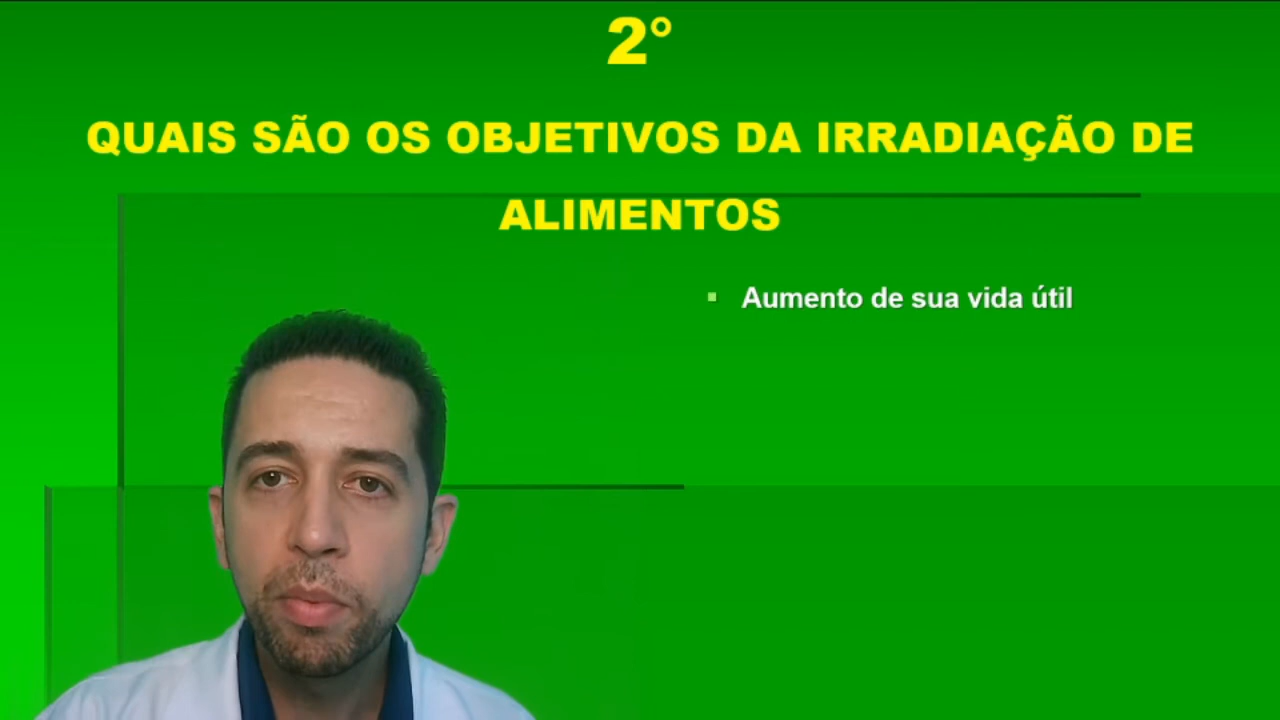 2°
QUAIS SÃO OS OBJETIVOS DA IRRADIAÇÃO DE
ALIMENTOS
Aumento de sua vida útil